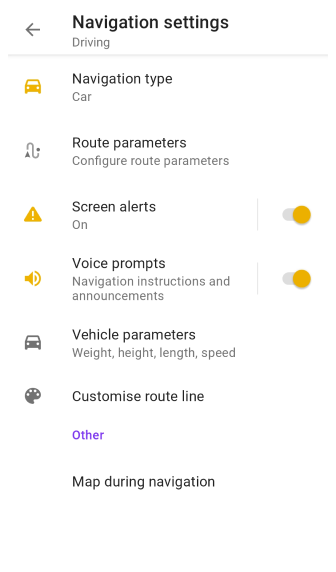 Navigation settings
Driving
Navigation type
Car
Route parameters
Configure route parameters
Screen alerts
On
Voice prompts
Navigation instructions and
announcements
Vehicle parameters
Weight, height, length, speed
Customise route line
Other
Map during navigation